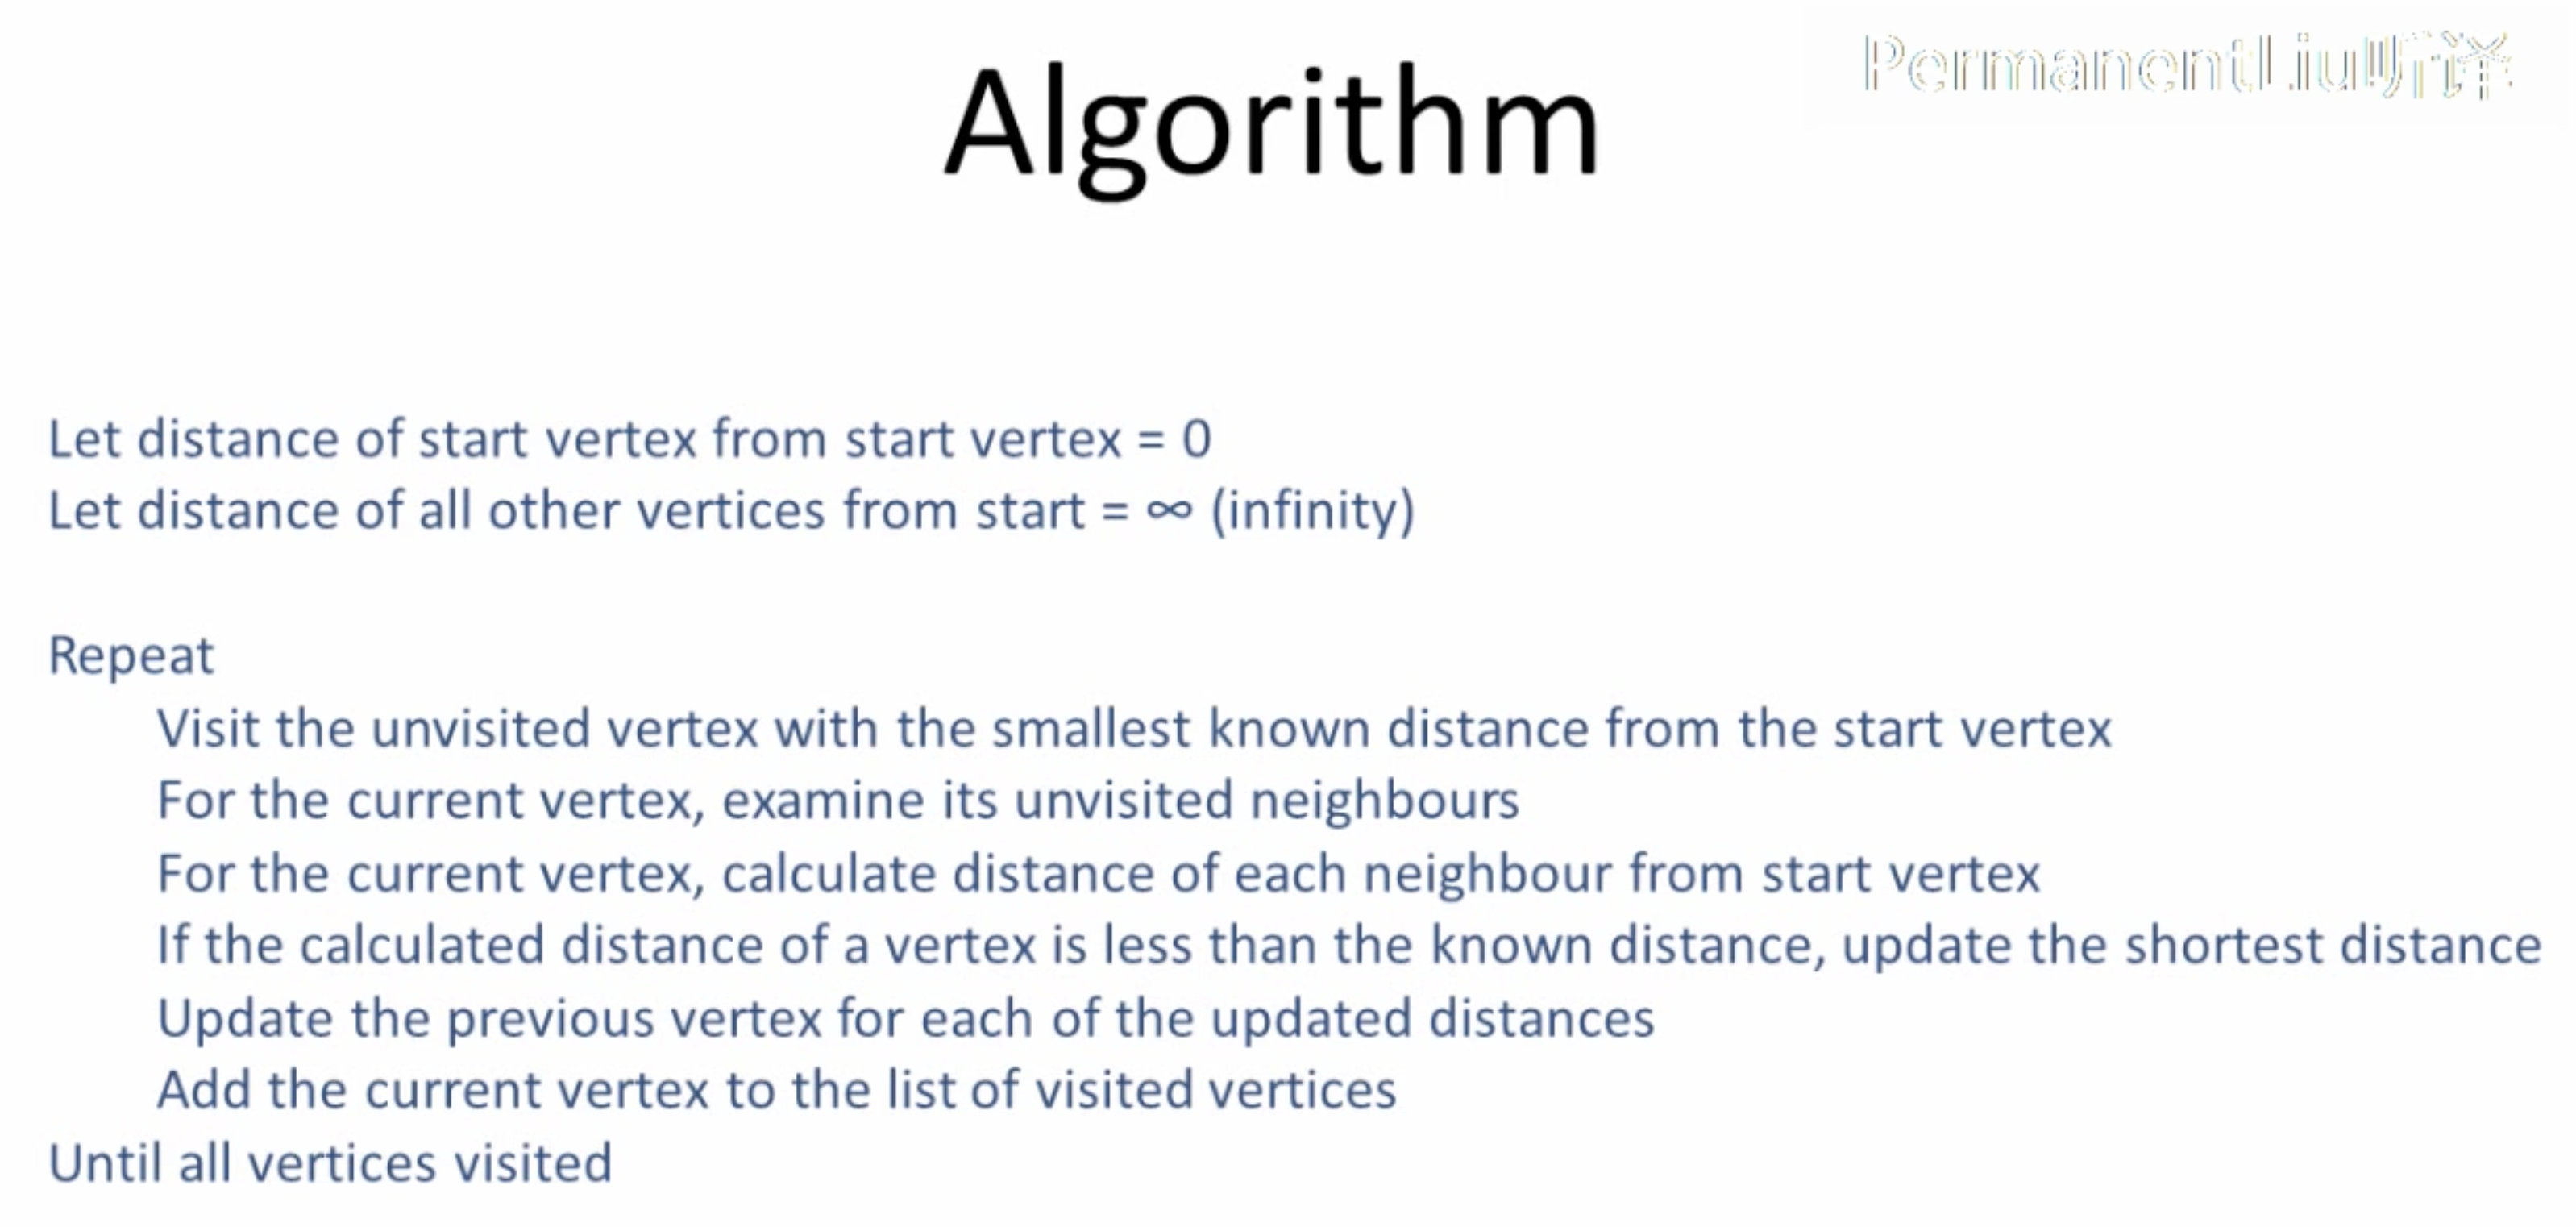 PermanentLiu听译
Algorithm
Let distance of start vertex from start vertex = 0
Let distance of all other vertices from start = ∞ (infinity)
Repeat
Visit the unvisited vertex with the smallest known distance from the start vertex
For the current vertex, examine its unvisited neighbours
For the current vertex, calculate distance of each neighbour from start vertex
If the calculated distance of a vertex is less than the known distance, update the shortest distance
Update the previous vertex for each of the updated distances
Add the current vertex to the list of visited vertices
Until all vertices visited